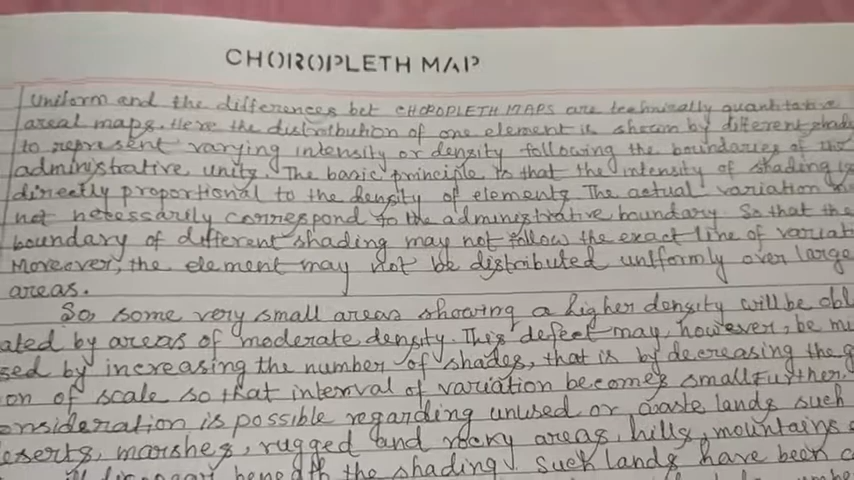 CHOROPLETH MAP
Uniform and the differences bet CHOROPLETH MAPS are technically quantitative
areal maps. Here the distribution of one element is shown by different
to represent varying intensity or density following the boundaries of the
administrative units. The basic principle is that the intensity of shading is
directly proportional to the density of elements The actual variation
not necessarily correspond to the administrative boundary. So that the
boundary of different shading may not follow the exact line of
Moreover, the element may not be distributed uniformly over large
areas.
So, some very small areas showing a higher density will be
ated by areas of moderate density. This defect may, however, be
sed by increasing the number of shades, that is by decreasing the
on of scale so that interval of variation becomes small Further
onsideration is possible regarding unused or waste lands such
eserts, marshes, rugged and rocky areas, hills, mountains
beneath the shading. Such lands have been